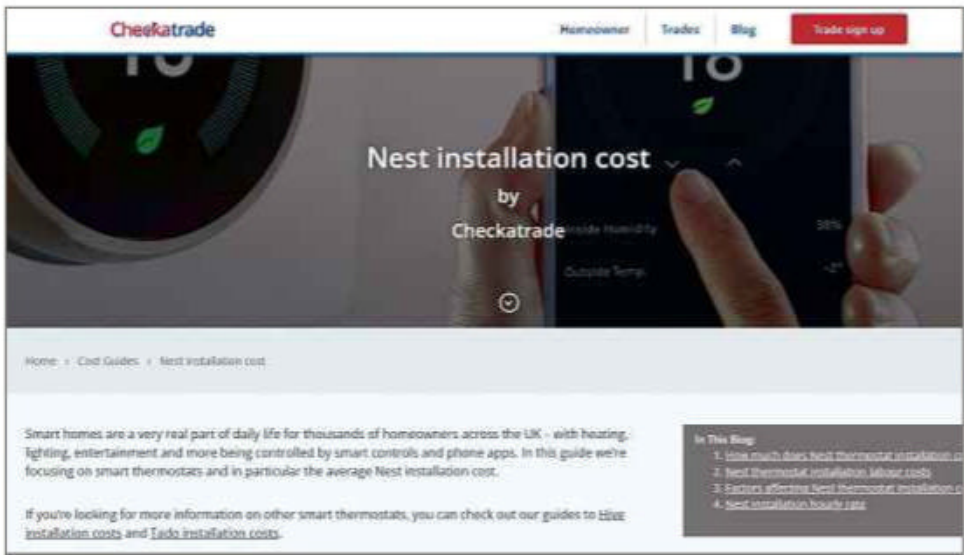 Checkatrade
Homeowner Trades Blog Trade sign up
18
Nest installation cost
by
Checkatrade
Inside Humidity 38%
Outside Temp. -2°
Home › Cost Guides › Nest installation cost
Smart homes are a very real part of daily life for thousands of homeowners across the UK – with heating,
lighting, entertainment and more being controlled by smart controls and phone apps. In this guide we're
focusing on smart thermostats and in particular the average Nest installation cost.
If you're looking for more information on other smart thermostats, you can check out our guides to Hive
installation costs and Tado installation costs.
In This Blog:
1. How much does Nest thermostat installation
2. Nest thermostat installation labour costs
3. Factors affecting Nest thermostat installation
4. Nest installation hourly rate